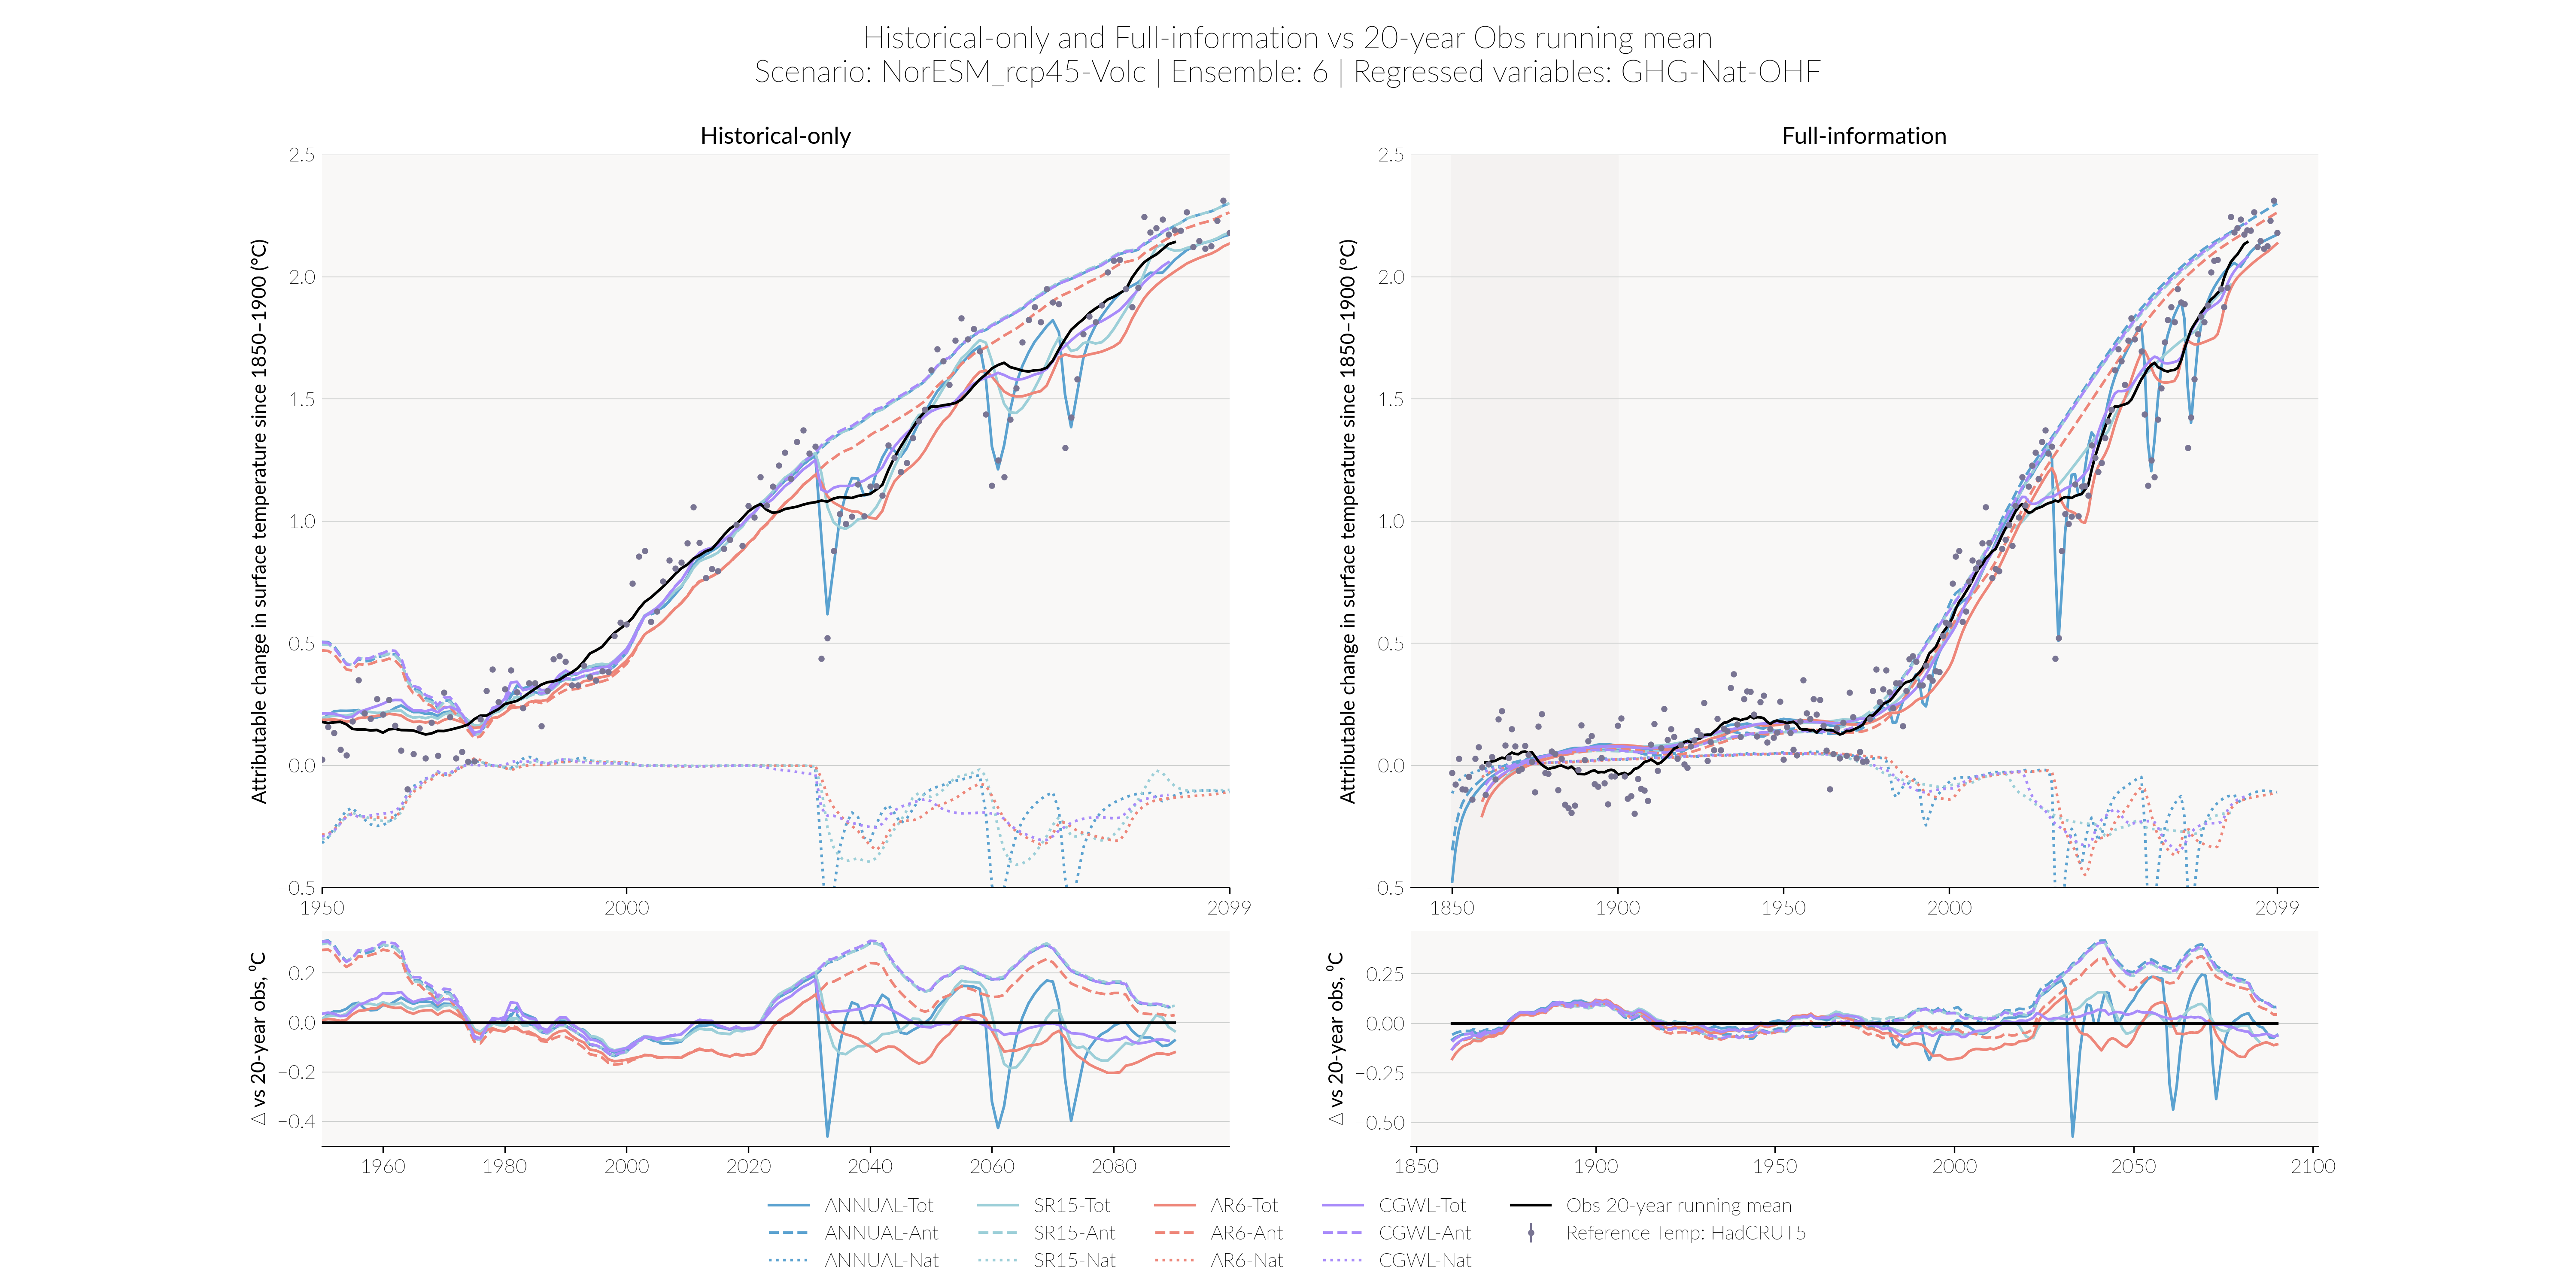 Historical-only and Full-information vs 20-year Obs running mean
Scenario: NorESM_rcp45-Volc | Ensemble: 6 | Regressed variables: GHG-Nat-OHF
Historical-only
Attributable change in surface temperature since 1850–1900 (°C)
2.5
2.0
1.5
1.0
0.5
0.0
−0.5
1950
2000
2099
Full-information
Attributable change in surface temperature since 1850–1900 (°C)
2.5
2.0
1.5
1.0
0.5
0.0
−0.5
1850
1900
1950
2000
2099
Δ vs 20-year obs, °C
0.2
0.0
−0.2
−0.4
1960
1980
2000
2020
2040
2060
2080
Δ vs 20-year obs, °C
0.25
0.00
−0.25
−0.50
1850
1900
1950
2000
2050
2100
ANNUAL-Tot
ANNUAL-Ant
ANNUAL-Nat
SR15-Tot
SR15-Ant
SR15-Nat
AR6-Tot
AR6-Ant
AR6-Nat
CGWL-Tot
CGWL-Ant
CGWL-Nat
Obs 20-year running mean
Reference Temp: HadCRUT5